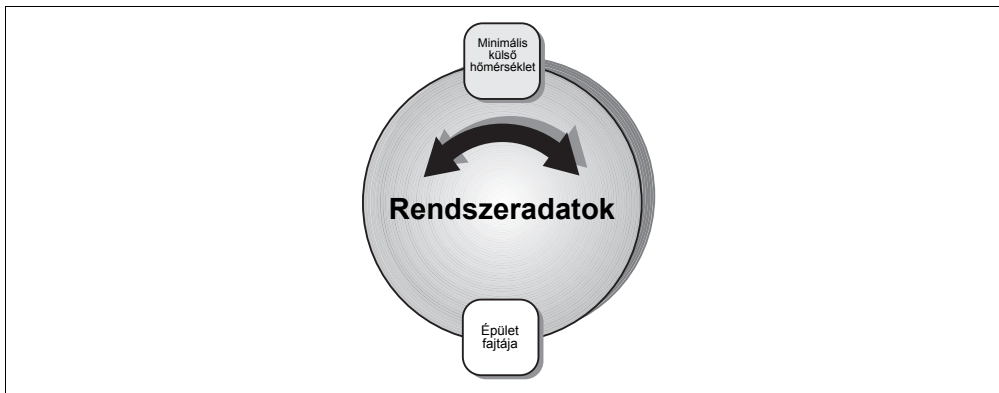 Minimális
külső
hőmérséklet
Rendszeradatok
Épület
fajtája